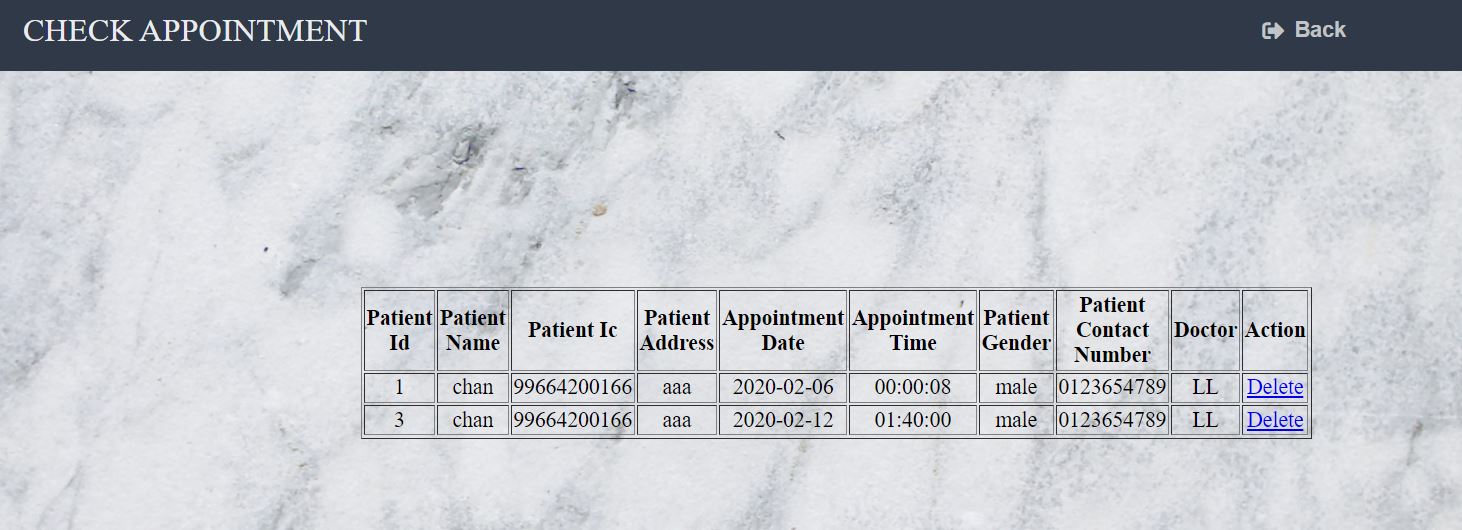 CHECK APPOINTMENT
Back
Patient Id Patient Name Patient Ic Patient Address Appointment Date Appointment Time Patient Gender Patient Contact Number Doctor Action
1 chan 99664200166 aaa 2020-02-06 00:00:08 male 0123654789 LL Delete
3 chan 99664200166 aaa 2020-02-12 01:40:00 male 0123654789 LL Delete